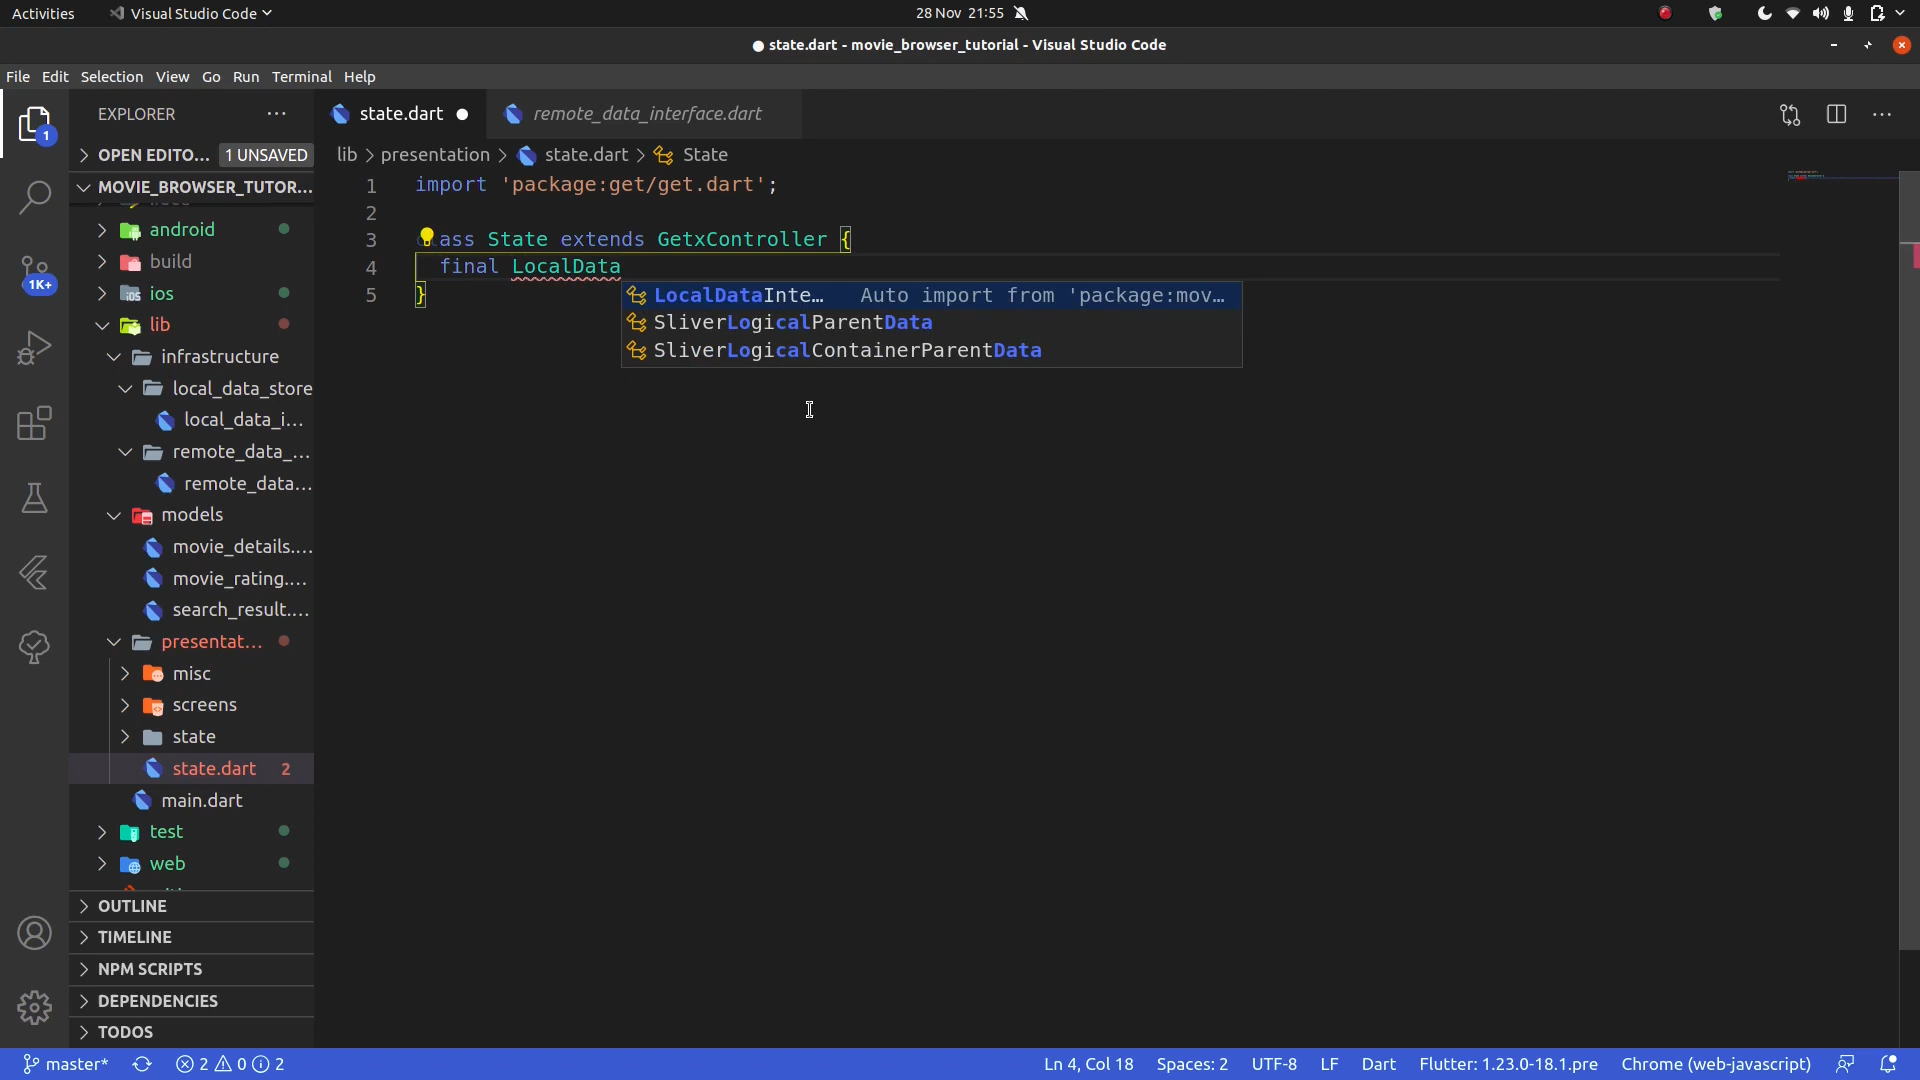 Activities
Visual Studio Code
28 Nov 21:55
state.dart - movie_browser_tutorial - Visual Studio Code
File Edit Selection View Go Run Terminal Help
1
1K+
EXPLORER
OPEN EDITO... 1 UNSAVED
MOVIE_BROWSER_TUTOR...
android
build
ios
lib
infrastructure
local_data_store
local_data_i...
remote_data_...
remote_data...
models
movie_details....
movie_rating....
search_result....
presentat...
misc
screens
state
state.dart 2
main.dart
test
web
OUTLINE
TIMELINE
NPM SCRIPTS
DEPENDENCIES
TODOS
state.dart
remote_data_interface.dart
lib > presentation > state.dart > State
1 import 'package:get/get.dart';
2
3 ass State extends GetxController {
4 final LocalData
5 }
LocalDataInte... Auto import from 'package:mov...
SliverLogicalParentData
SliverLogicalContainerParentData
master* 2 0 2
Ln 4, Col 18 Spaces: 2 UTF-8 LF Dart Flutter: 1.23.0-18.1.pre Chrome (web-javascript)